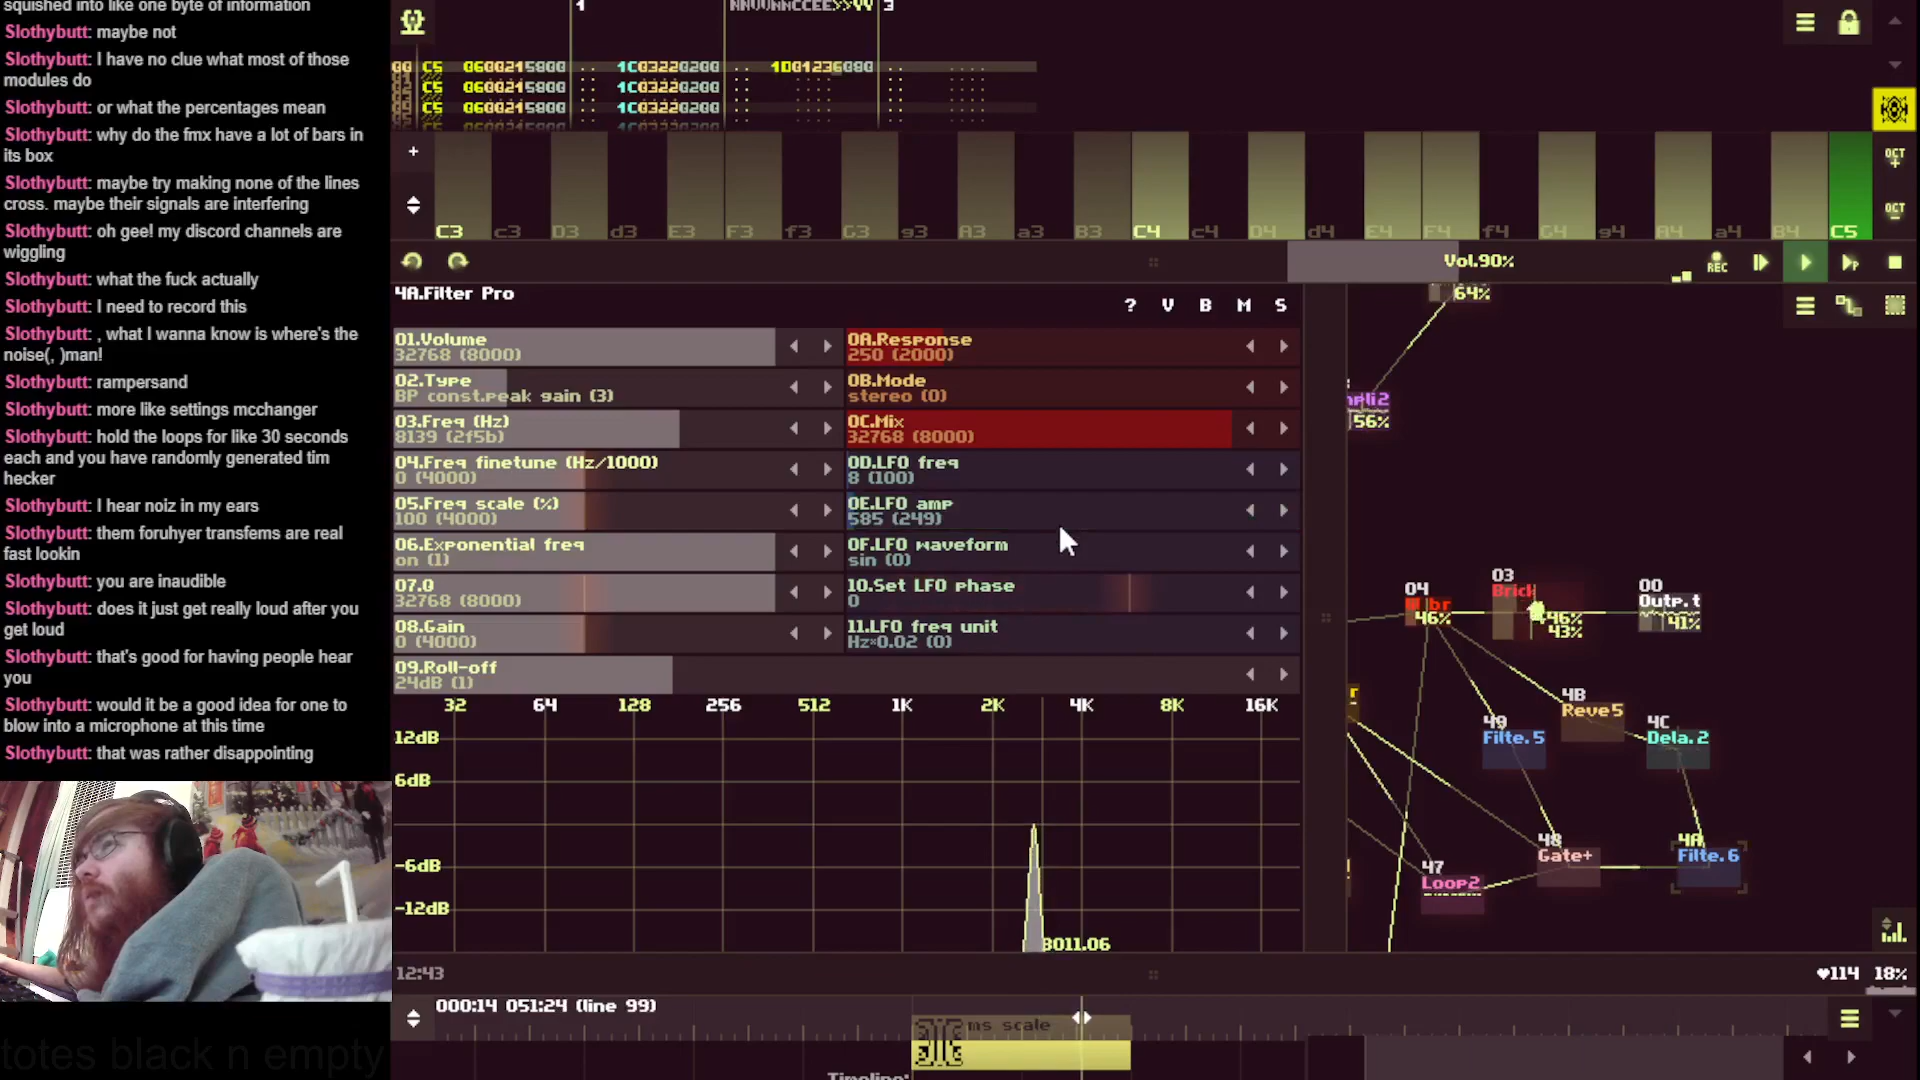 squished into like one byte of information
Slothybutt: maybe not
Slothybutt: I have no clue what most of those
modules do
Slothybutt: or what the percentages mean
Slothybutt: why do the fmx have a lot of bars in
its box
Slothybutt: maybe try making none of the lines
cross. maybe their signals are interfering
Slothybutt: oh gee! my discord channels are
wiggling
Slothybutt: what the fuck actually
Slothybutt: I need to record this
Slothybutt: , what I wanna know is where's the
noise(, )man!
Slothybutt: rampersand
Slothybutt: more like settings mcchanger
Slothybutt: hold the loops for like 30 seconds
each and you have randomly generated tim
hecker
Slothybutt: I hear noiz in my ears
Slothybutt: them foruhyer transfems are real
fast lookin
Slothybutt: you are inaudible
Slothybutt: does it just get really loud after you
get loud
Slothybutt: that's good for having people hear
you
Slothybutt: would it be a good idea for one to
blow into a microphone at this time
Slothybutt: that was rather disappointing
totes black n empty
1 3
00 C5 0600215800 1C03220200 1D01236080
C5 0600215800 1C03220200
C5 0600215800 1C03220200
+
C3 c3 D3 d3 E3 F3 f3 G3 g3 A3 a3 B3 C4 c4 D4 d4 E4 F4 f4 G4 g4 A4 a4 B4 C5
OCT +
OCT -
Vol.90%
REC
4A.Filter Pro
? V B M S
01.Volume
32768 (8000)
02.Type
BP const.peak gain (3)
03.Freq (Hz)
8139 (2f5b)
04.Freq finetune (Hz/1000)
0 (4000)
05.Freq scale (%)
100 (4000)
06.Exponential freq
on (1)
07.Q
32768 (8000)
08.Gain
0 (4000)
09.Roll-off
24dB (1)
0A.Response
250 (2000)
0B.Mode
stereo (0)
0C.Mix
32768 (8000)
0D.LFO freq
8 (100)
0E.LFO amp
585 (249)
0F.LFO waveform
sin (0)
10.Set LFO phase
0
11.LFO freq unit
Hz*0.02 (0)
32 64 128 256 512 1K 2K 4K 8K 16K
12dB
6dB
-6dB
-12dB
3011.06
64%
56%
04
46%
03
Brick
46%
43%
00
Outp.t
41%
4B
Reve5
49
Filte.5
4C
Dela.2
48
Gate+
4A
Filte.6
47
Loop2
12:43
♥114 18%
000:14 051:24 (line 99)
ms scale
Timeline: